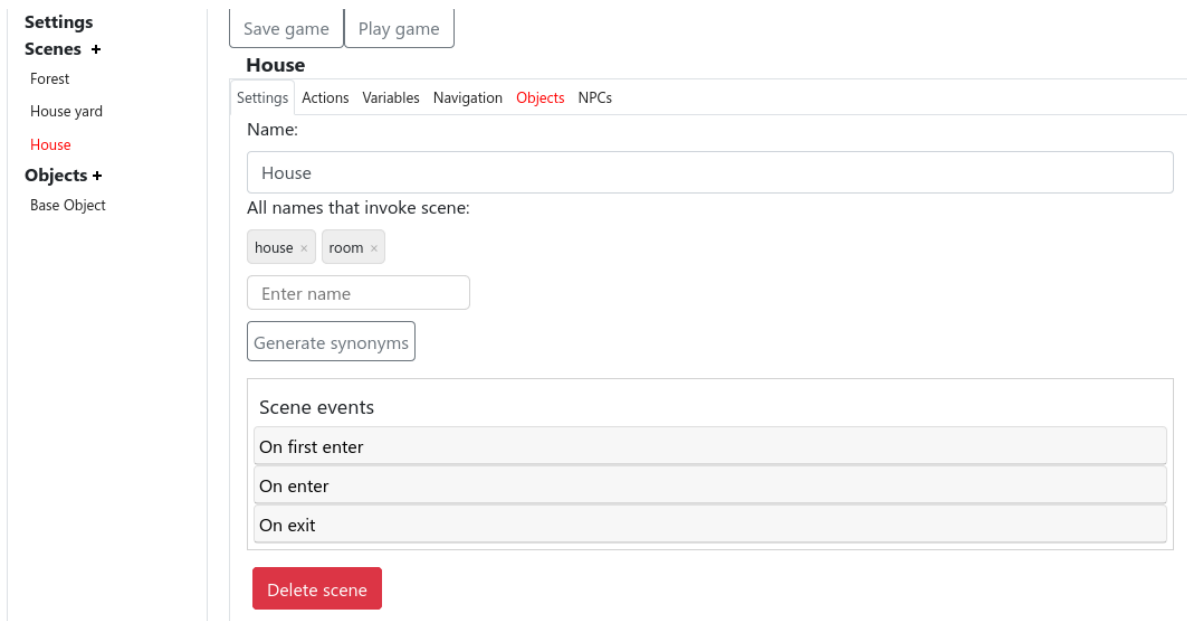 Settings
Scenes +
Forest
House yard
House
Objects +
Base Object
Save game Play game
House
Settings Actions Variables Navigation Objects NPCs
Name:
House
All names that invoke scene:
house × room ×
Enter name
Generate synonyms
Scene events
On first enter
On enter
On exit
Delete scene